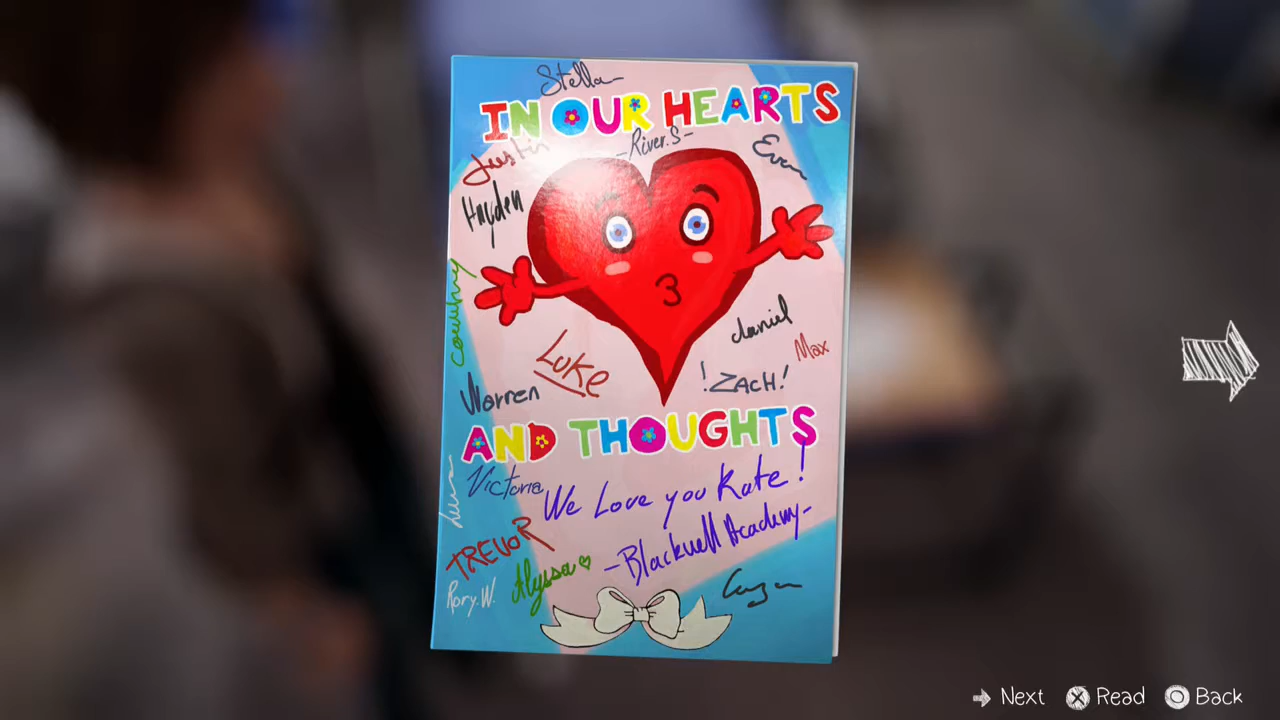 Stella
IN OUR HEARTS
Justin
-River.S-
Evan
Hayden
Courtney
daniel
Max
Luke
!ZACH!
Warren
AND THOUGHTS
Victoria
We Love you Kate!
TREVOR
-Blackwell Academy-
Alyssa
Rory.W.
Next
Read
Back